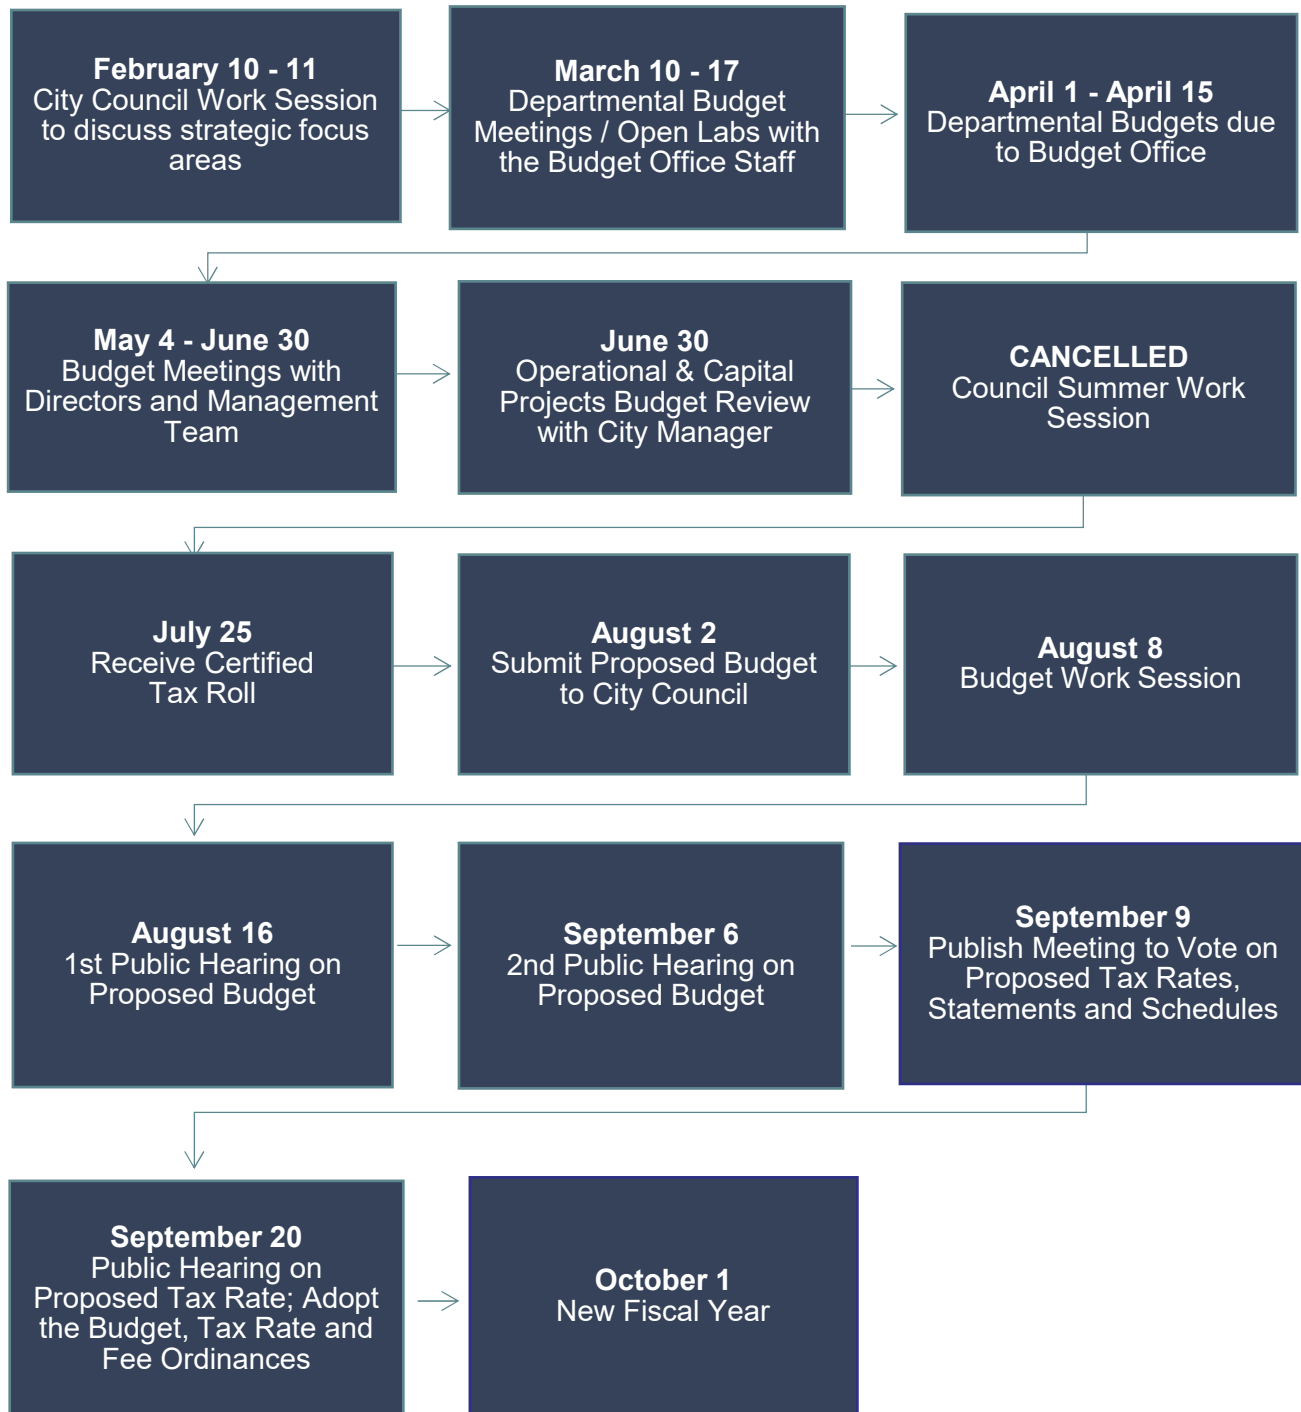 February 10 - 11
City Council Work Session
to discuss strategic focus
areas
March 10 - 17
Departmental Budget
Meetings / Open Labs with
the Budget Office Staff
April 1 - April 15
Departmental Budgets due
to Budget Office
May 4 - June 30
Budget Meetings with
Directors and Management
Team
June 30
Operational & Capital
Projects Budget Review
with City Manager
CANCELLED
Council Summer Work
Session
July 25
Receive Certified
Tax Roll
August 2
Submit Proposed Budget
to City Council
August 8
Budget Work Session
August 16
1st Public Hearing on
Proposed Budget
September 6
2nd Public Hearing on
Proposed Budget
September 9
Publish Meeting to Vote on
Proposed Tax Rates,
Statements and Schedules
September 20
Public Hearing on
Proposed Tax Rate; Adopt
the Budget, Tax Rate and
Fee Ordinances
October 1
New Fiscal Year